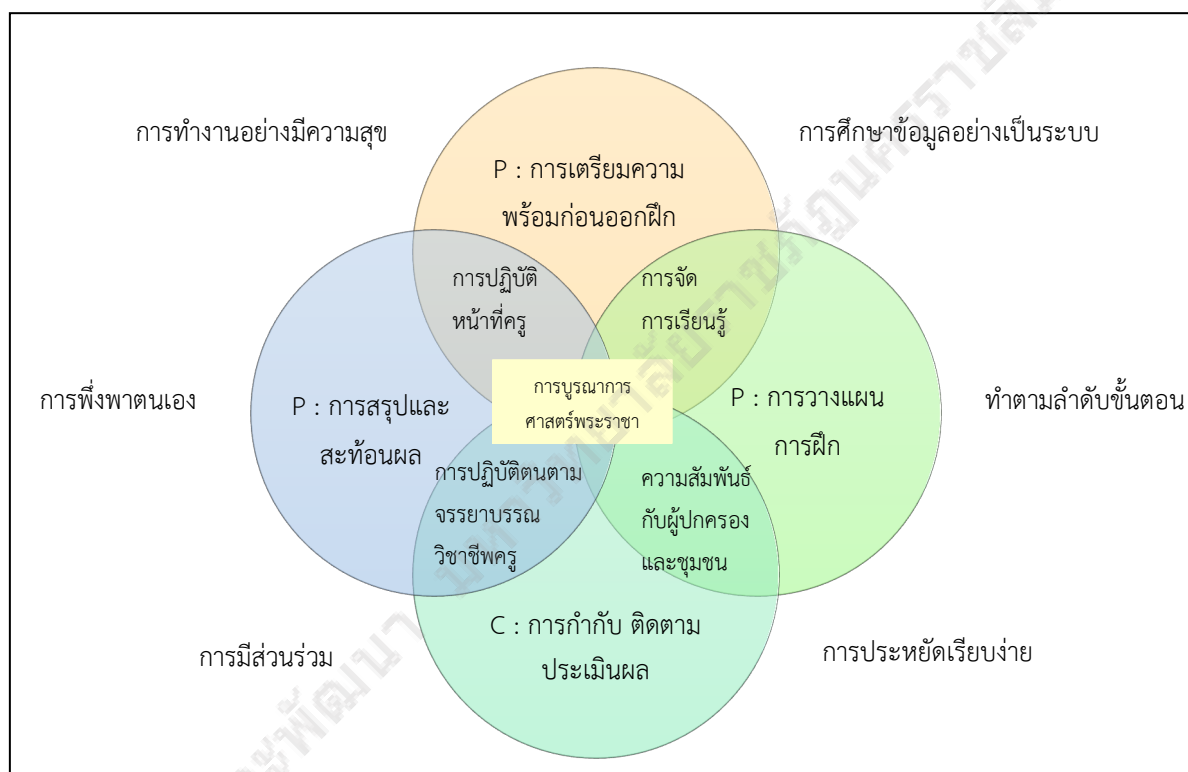 การทำงานอย่างมีความสุข
การศึกษาข้อมูลอย่างเป็นระบบ
P : การเตรียมความ
พร้อมก่อนออกฝึก
การปฏิบัติ
หน้าที่ครู
การจัด
การเรียนรู้
การพึ่งพาตนเอง
P : การสรุปและ
สะท้อนผล
การบูรณาการ
ศาสตร์พระราชา
P : การวางแผน
การฝึก
ทำตามลำดับขั้นตอน
การปฏิบัติตนตาม
จรรยาบรรณ
วิชาชีพครู
ความสัมพันธ์
กับผู้ปกครอง
และชุมชน
C : การกำกับ ติดตาม
ประเมินผล
การมีส่วนร่วม
การประหยัดเรียบง่าย